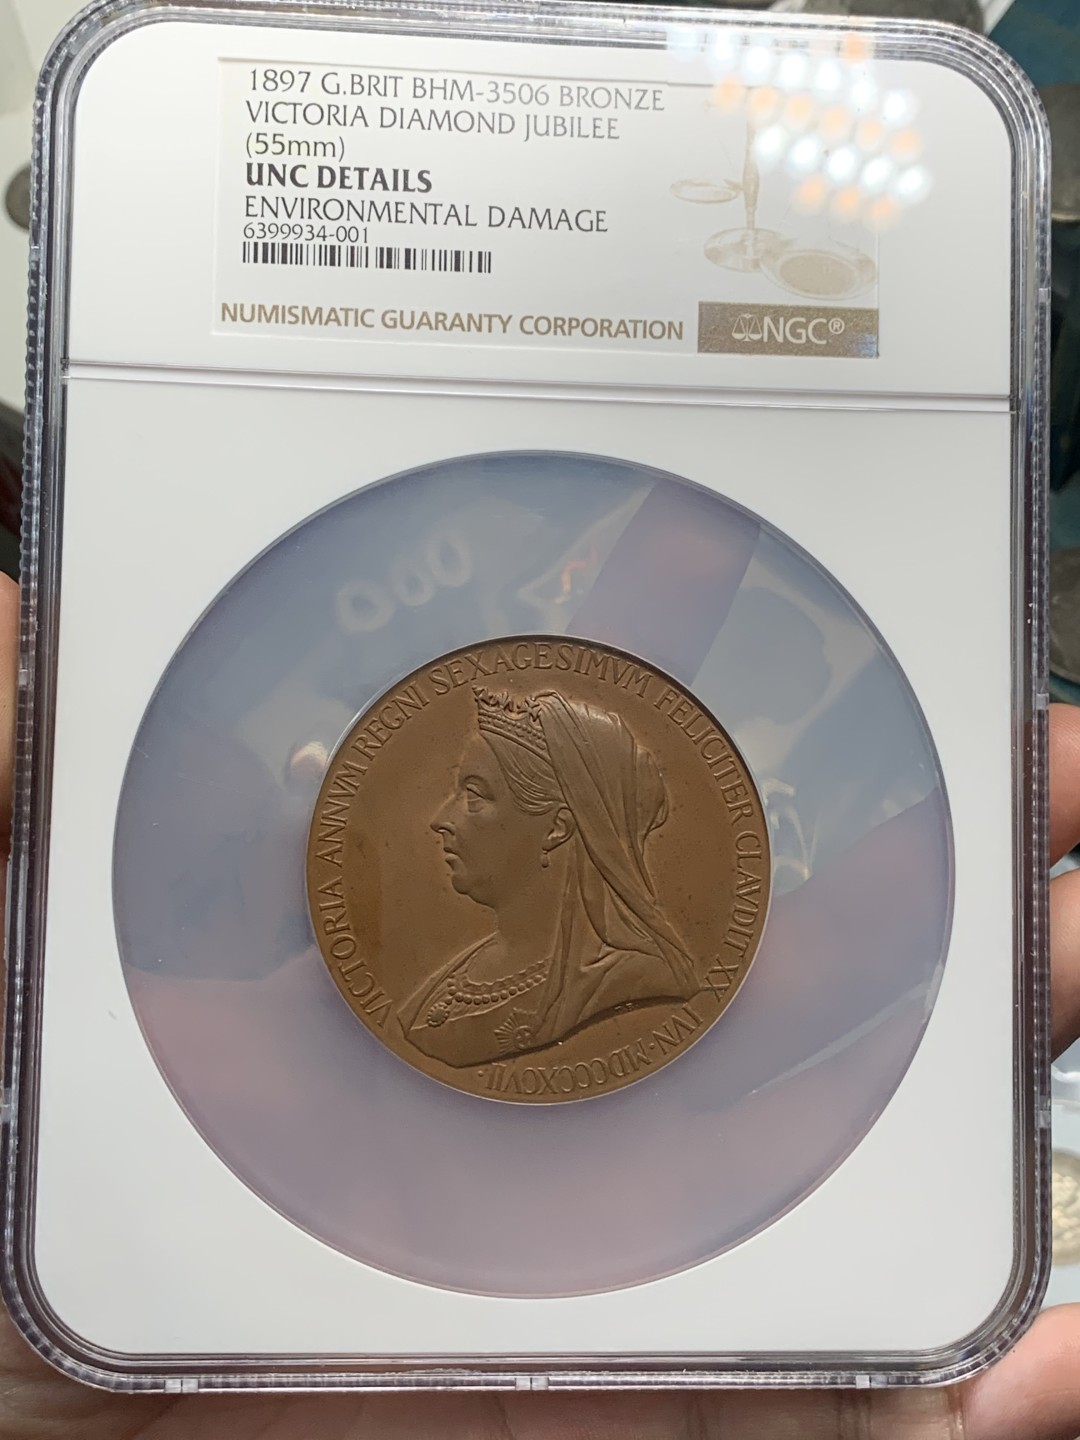 1897 G.BRIT BHM-3506 BRONZE
VICTORIA DIAMOND JUBILEE
(55mm)
UNC DETAILS
ENVIRONMENTAL DAMAGE
6399934-001
NUMISMATIC GUARANTY CORPORATION
NGC®
VICTORIA ANNVM REGNI SEXAGESIMVM FELICITER CLAVDIT XX IVN·MDCCCXCVII·